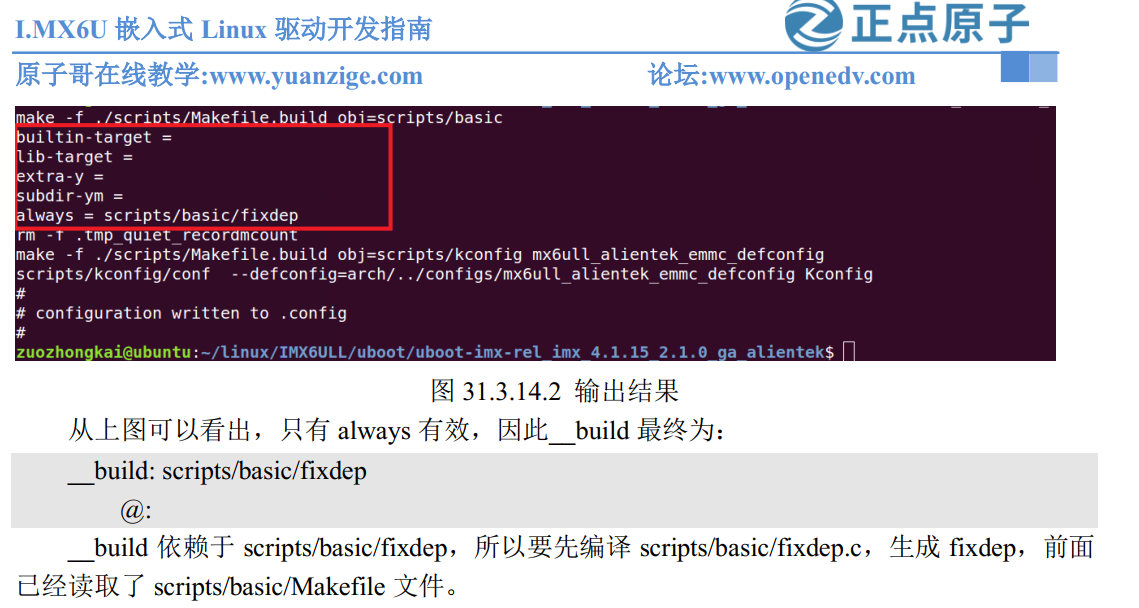 I.MX6U 嵌入式 Linux 驱动开发指南
正点原子
原子哥在线教学:www.yuanzige.com
论坛:www.openedv.com
make -f ./scripts/Makefile.build obj=scripts/basic
builtin-target =
lib-target =
extra-y =
subdir-ym =
always = scripts/basic/fixdep
rm -f .tmp_quiet_recordmcount
make -f ./scripts/Makefile.build obj=scripts/kconfig mx6ull_alientek_emmc_defconfig
scripts/kconfig/conf  --defconfig=arch/../configs/mx6ull_alientek_emmc_defconfig Kconfig
#
# configuration written to .config
#
zuozhongkai@ubuntu:~/linux/IMX6ULL/uboot/uboot-imx-rel_imx_4.1.15_2.1.0_ga_alientek$
图 31.3.14.2 输出结果
从上图可以看出，只有 always 有效，因此__build 最终为：
__build: scripts/basic/fixdep
@:
__build 依赖于 scripts/basic/fixdep，所以要先编译 scripts/basic/fixdep.c，生成 fixdep，前面
已经读取了 scripts/basic/Makefile 文件。